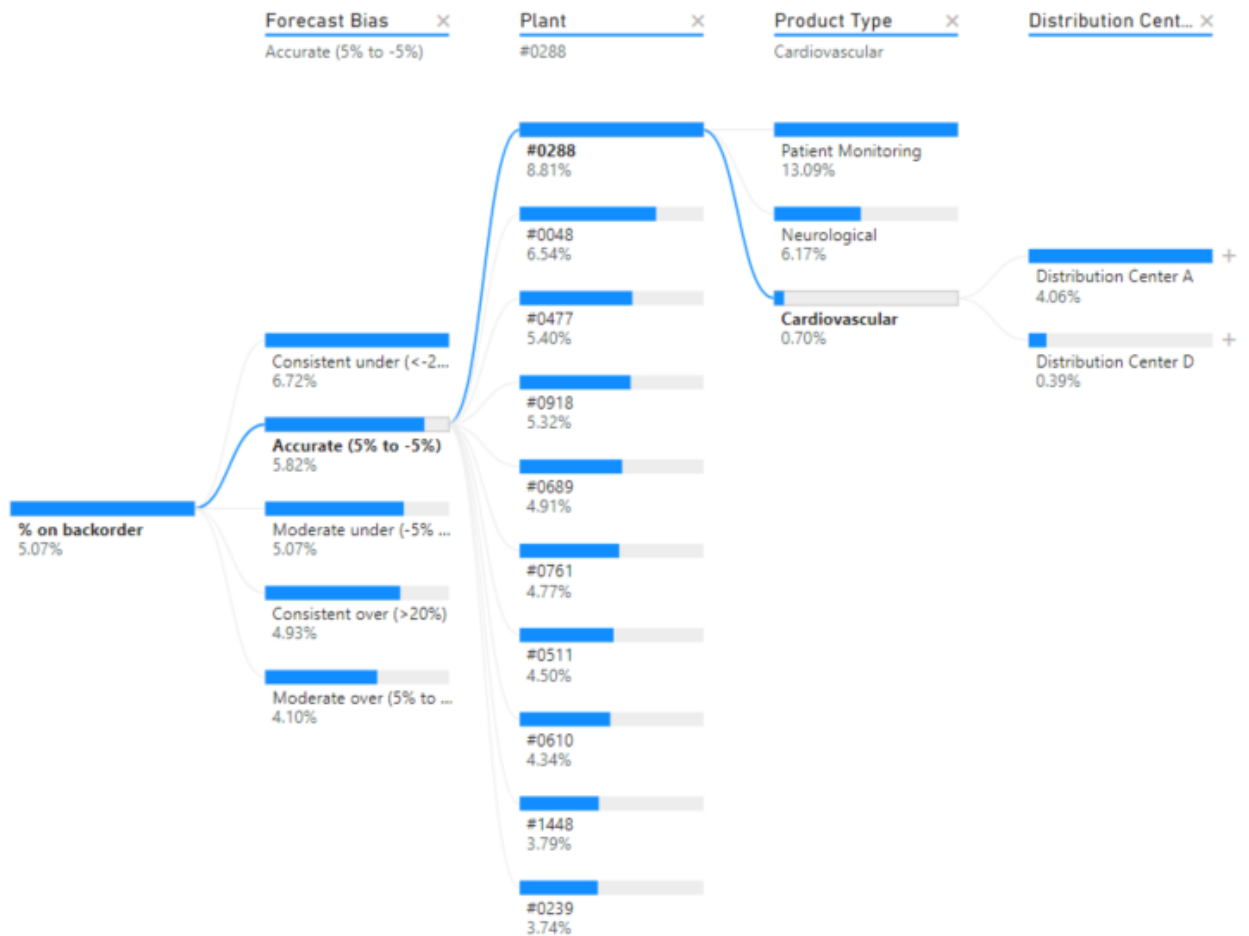 Forecast Bias ×
Accurate (5% to -5%)
Plant ×
#0288
Product Type ×
Cardiovascular
Distribution Cent... ×
% on backorder
5.07%
Consistent under (<-2...
6.72%
Accurate (5% to -5%)
5.82%
Moderate under (-5% ...
5.07%
Consistent over (>20%)
4.93%
Moderate over (5% to ...
4.10%
#0288
8.81%
#0048
6.54%
#0477
5.40%
#0918
5.32%
#0689
4.91%
#0761
4.77%
#0511
4.50%
#0610
4.34%
#1448
3.79%
#0239
3.74%
Patient Monitoring
13.09%
Neurological
6.17%
Cardiovascular
0.70%
Distribution Center A
4.06%
Distribution Center D
0.39%